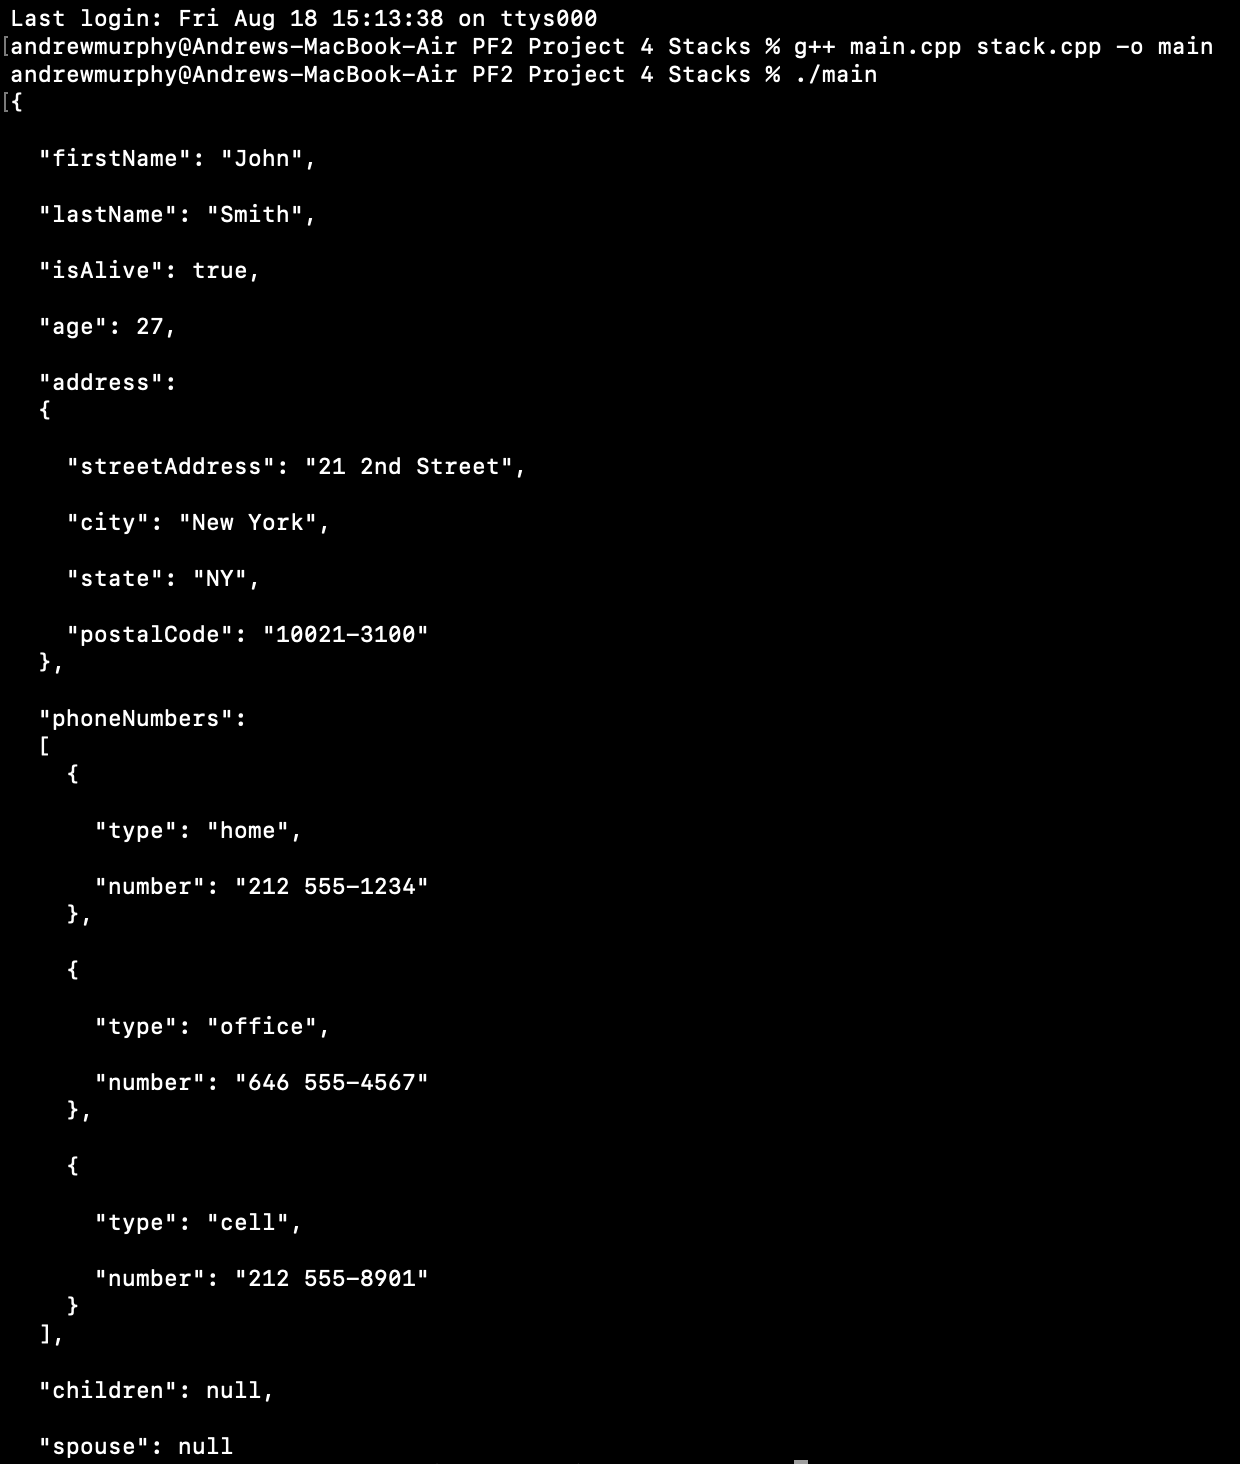 Last login: Fri Aug 18 15:13:38 on ttys000
[andrewmurphy@Andrews-MacBook-Air PF2 Project 4 Stacks % g++ main.cpp stack.cpp -o main
andrewmurphy@Andrews-MacBook-Air PF2 Project 4 Stacks % ./main
[{
"firstName": "John",
"lastName": "Smith",
"isAlive": true,
"age": 27,
"address":
{
"streetAddress": "21 2nd Street",
"city": "New York",
"state": "NY",
"postalCode": "10021-3100"
},
"phoneNumbers":
[
{
"type": "home",
"number": "212 555-1234"
},
{
"type": "office",
"number": "646 555-4567"
},
{
"type": "cell",
"number": "212 555-8901"
}
],
"children": null,
"spouse": null